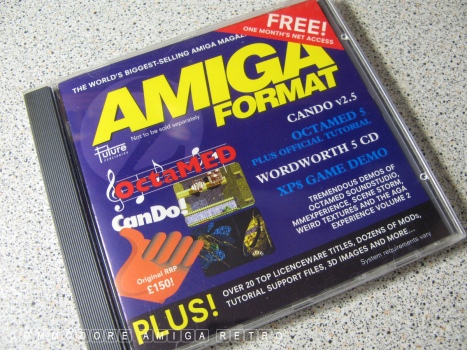 FREE!
ONE MONTH'S NET ACCESS
THE WORLD'S BIGGEST-SELLING AMIGA
AMIGA
FORMAT
Not to be sold separately
Future
PUBLISHING
CANDO v2.5
OCTAMED 5
PLUS OFFICIAL TUTORIAL
WORDWORTH 5 CD
XP8 GAME DEMO
OctaMED
CanDo
TREMENDOUS DEMOS OF
OCTAMED SOUNDSTUDIO,
MMEXPERIENCE, SCENE STORM,
WEIRD TEXTURES AND THE AGA
EXPERIENCE VOLUME 2
Original RRP
£150!
PLUS!
OVER 20 TOP LICENCEWARE TITLES, DOZENS OF MODS,
TUTORIAL SUPPORT FILES, 3D IMAGES AND MORE...
System requirements vary
AMIGA RETRO